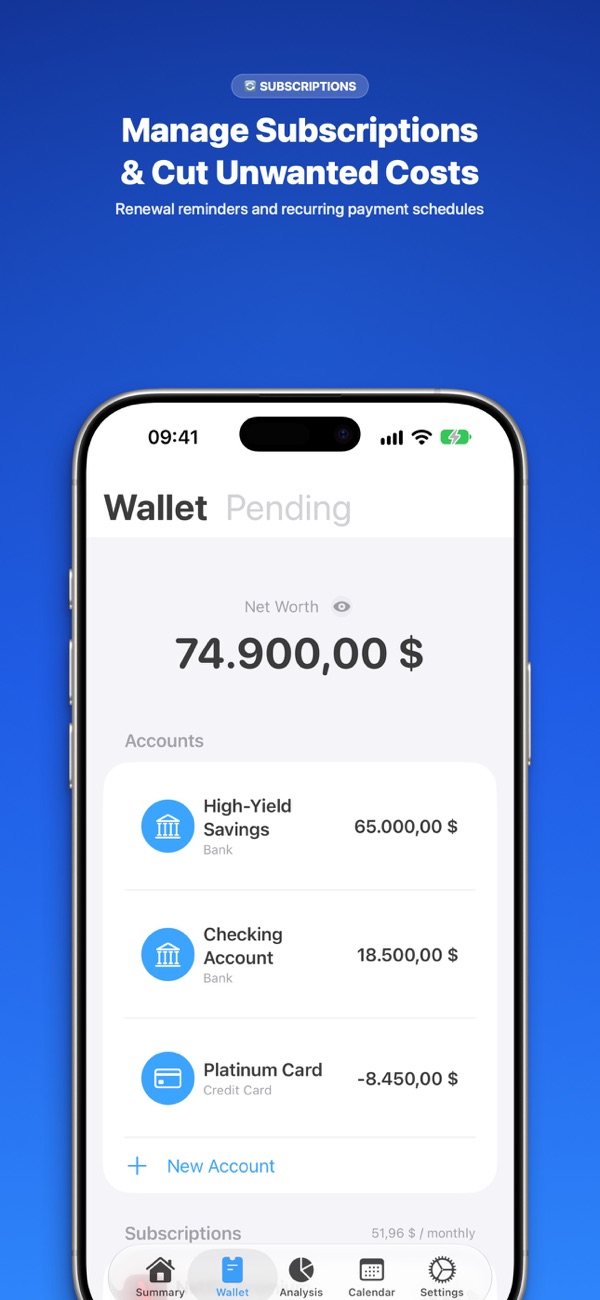 SUBSCRIPTIONS
Manage Subscriptions
& Cut Unwanted Costs
Renewal reminders and recurring payment schedules
09:41
Wallet Pending
Net Worth
74.900,00 $
Accounts
High-Yield
Savings
Bank
65.000,00 $
Checking
Account
Bank
18.500,00 $
Platinum Card
Credit Card
-8.450,00 $
New Account
Subscriptions 51,96 $ / monthly
Summary Wallet Analysis Calendar Settings